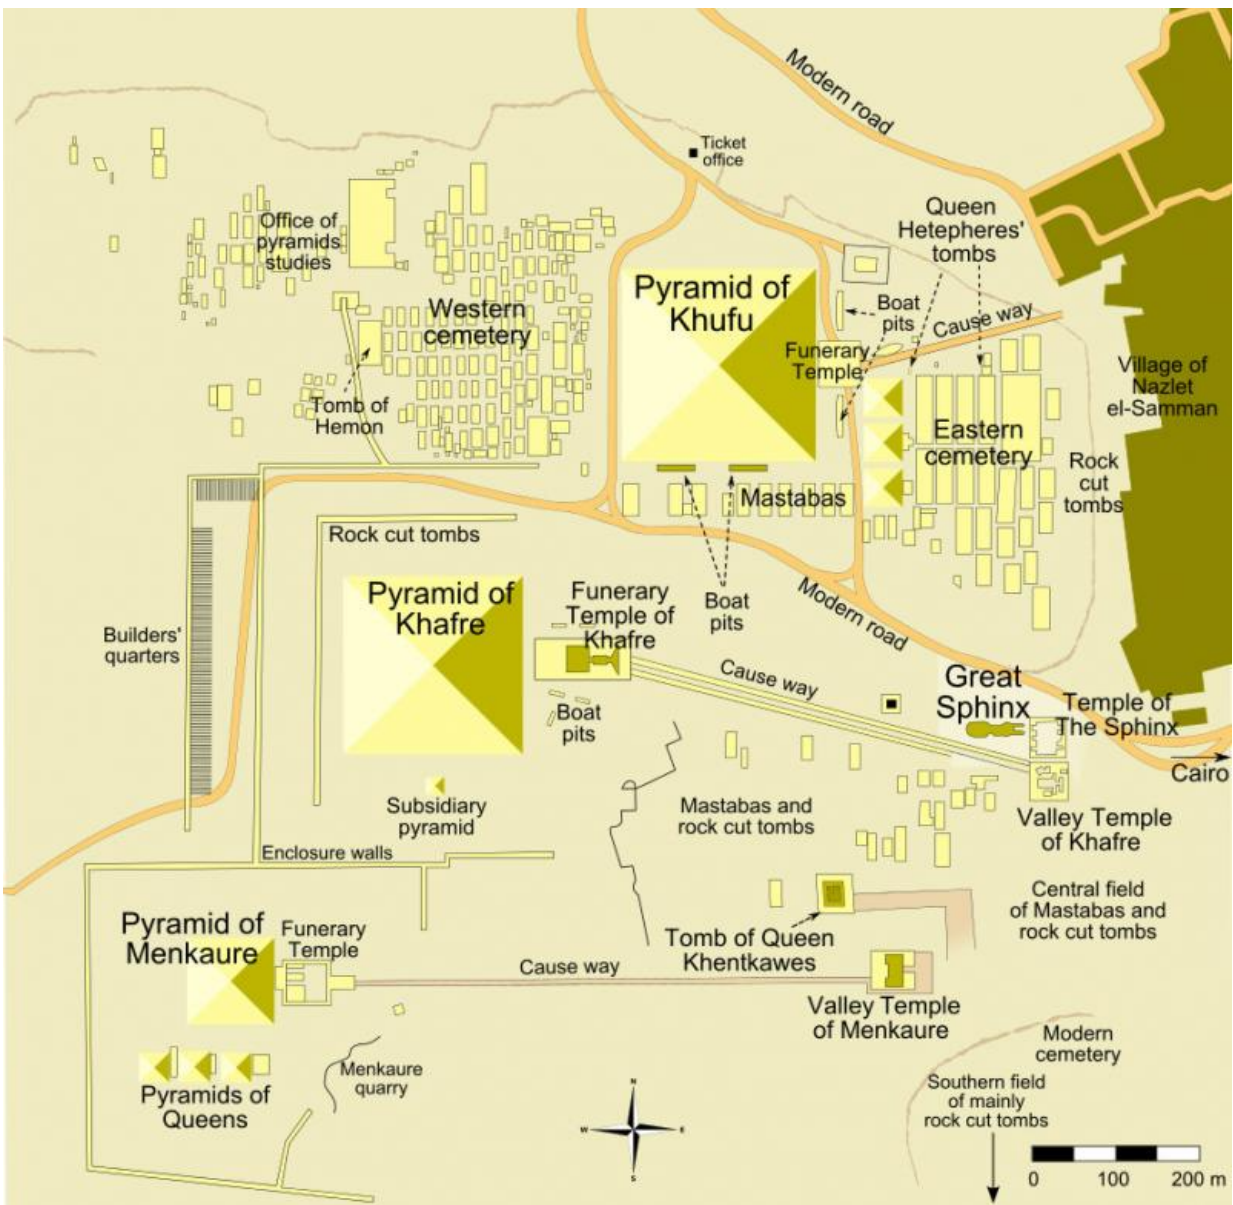 Modern road
Ticket
office
Queen
Hetepheres'
tombs
Office of
pyramids
studies
Pyramid of
Khufu
Boat
pits
Western
cemetery
Cause way
Funerary
Temple
Village of
Nazlet
el-Samman
Tomb of
Hemon
Eastern
cemetery
Rock
cut
tombs
Mastabas
Rock cut tombs
Pyramid of
Khafre
Funerary
Temple of
Khafre
Boat
pits
Modern road
Builders'
quarters
Cause way
Great
Sphinx
Temple of
The Sphinx
Boat
pits
Cairo
Subsidiary
pyramid
Mastabas and
rock cut tombs
Valley Temple
of Khafre
Enclosure walls
Central field
of Mastabas and
rock cut tombs
Pyramid of
Menkaure
Funerary
Temple
Tomb of Queen
Khentkawes
Cause way
Valley Temple
of Menkaure
Modern
cemetery
Menkaure
quarry
Pyramids of
Queens
Southern field
of mainly
rock cut tombs
N
W E
S
0 100 200 m